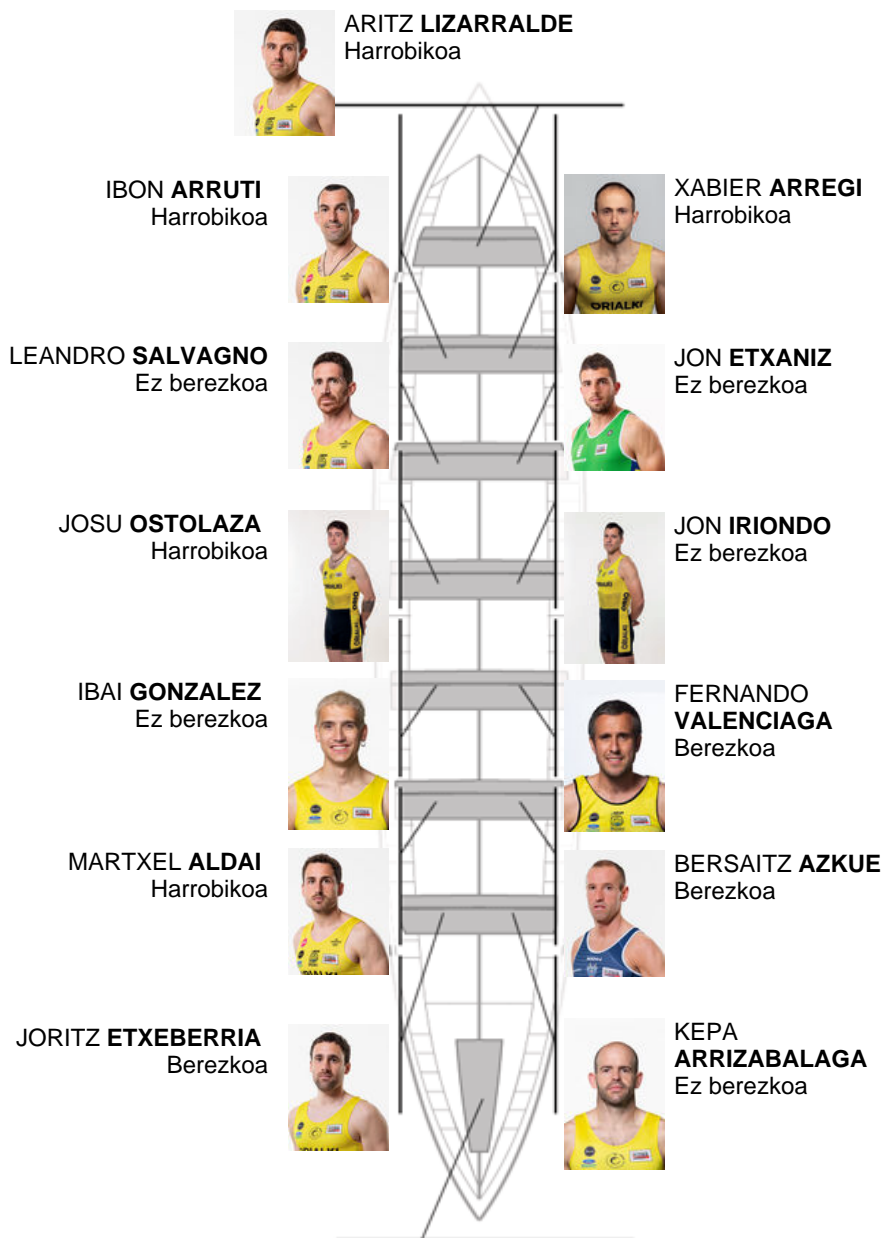 ARITZ LIZARRALDE
Harrobikoa
IBON ARRUTI
Harrobikoa
XABIER ARREGI
Harrobikoa
ORIALKI
LEANDRO SALVAGNO
Ez berezkoa
JON ETXANIZ
Ez berezkoa
JOSU OSTOLAZA
Harrobikoa
JON IRIONDO
Ez berezkoa
IBAI GONZALEZ
Ez berezkoa
FERNANDO
VALENCIAGA
Berezkoa
MARTXEL ALDAI
Harrobikoa
BERSAITZ AZKUE
Berezkoa
JORITZ ETXEBERRIA
Berezkoa
KEPA
ARRIZABALAGA
Ez berezkoa